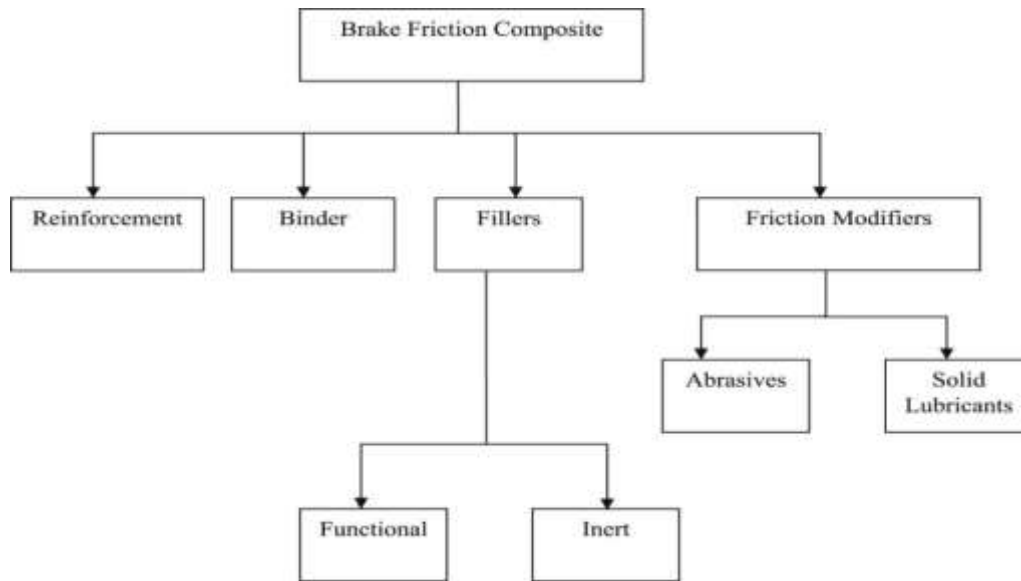 Brake Friction Composite
Reinforcement
Binder
Fillers
Friction Modifiers
Abrasives
Solid
Lubricants
Functional
Inert